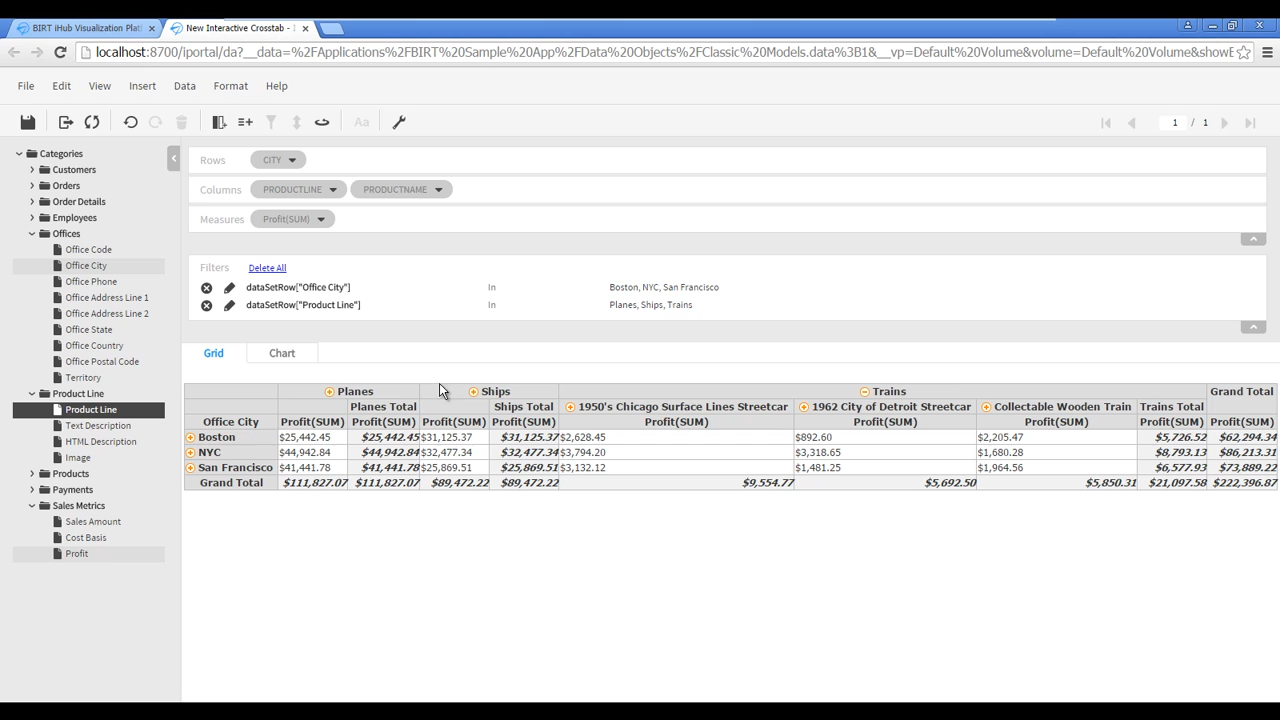 BIRT iHub Visualization Plat
New Interactive Crosstab -
localhost:8700/iportal/da?__data=%2FApplications%2FBIRT%20Sample%20App%2FData%20Objects%2FClassic%20Models.data%3B1&__vp=Default%20Volume&volume=Default%20Volume&showE
File Edit View Insert Data Format Help
Aa
1 / 1
Categories
Customers
Orders
Order Details
Employees
Offices
Office Code
Office City
Office Phone
Office Address Line 1
Office Address Line 2
Office State
Office Country
Office Postal Code
Territory
Product Line
Product Line
Text Description
HTML Description
Image
Products
Payments
Sales Metrics
Sales Amount
Cost Basis
Profit
Rows CITY
Columns PRODUCTLINE PRODUCTNAME
Measures Profit(SUM)
Filters Delete All
dataSetRow["Office City"] In Boston, NYC, San Francisco
dataSetRow["Product Line"] In Planes, Ships, Trains
Grid Chart
Planes Ships Trains Grand Total
Planes Total Ships Total 1950's Chicago Surface Lines Streetcar 1962 City of Detroit Streetcar Collectable Wooden Train Trains Total
Office City Profit(SUM) Profit(SUM) Profit(SUM) Profit(SUM) Profit(SUM) Profit(SUM) Profit(SUM) Profit(SUM) Profit(SUM)
Boston $25,442.45 $25,442.45 $31,125.37 $31,125.37 $2,628.45 $892.60 $2,205.47 $5,726.52 $62,294.34
NYC $44,942.84 $44,942.84 $32,477.34 $32,477.34 $3,794.20 $3,318.65 $1,680.28 $8,793.13 $86,213.31
San Francisco $41,441.78 $41,441.78 $25,869.51 $25,869.51 $3,132.12 $1,481.25 $1,964.56 $6,577.93 $73,889.22
Grand Total $111,827.07 $111,827.07 $89,472.22 $89,472.22 $9,554.77 $5,692.50 $5,850.31 $21,097.58 $222,396.87